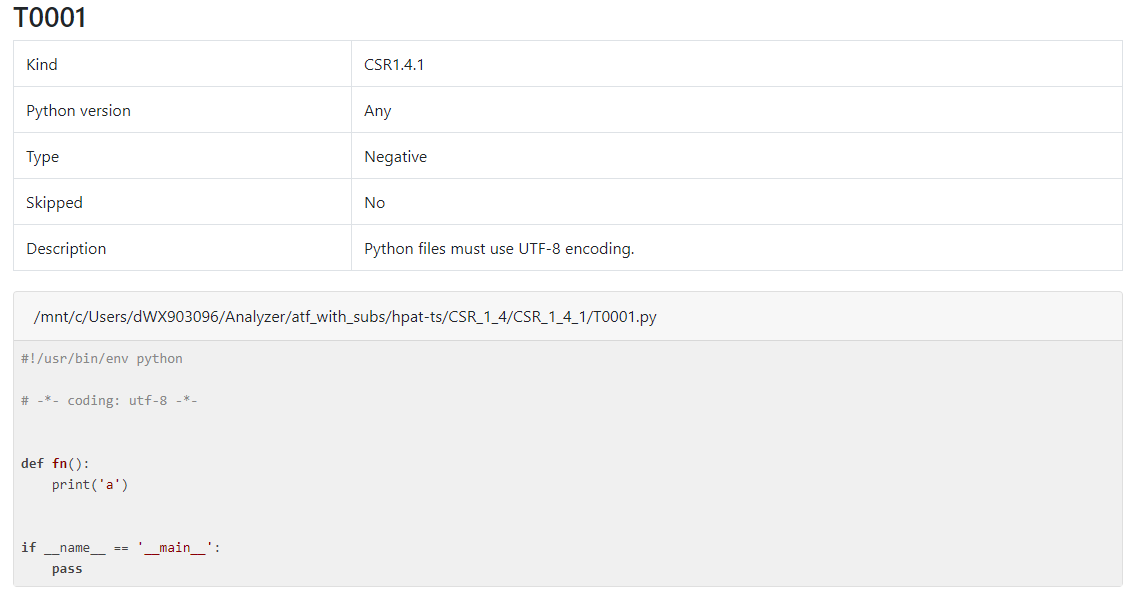 T0001
Kind CSR1.4.1
Python version Any
Type Negative
Skipped No
Description Python files must use UTF-8 encoding.
/mnt/c/Users/dWX903096/Analyzer/atf_with_subs/hpat-ts/CSR_1_4/CSR_1_4_1/T0001.py
#!/usr/bin/env python
# -*- coding: utf-8 -*-
def fn():
    print('a')
if __name__ == '__main__':
    pass